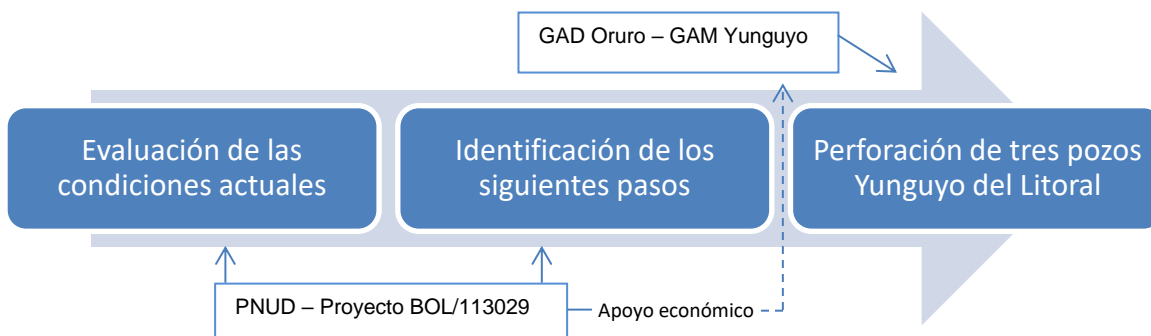 GAD Oruro – GAM Yunguyo
Evaluación de las
condiciones actuales
Identificación de los
siguientes pasos
Perforación de tres pozos
Yunguyo del Litoral
PNUD – Proyecto BOL/113029
Apoyo económico